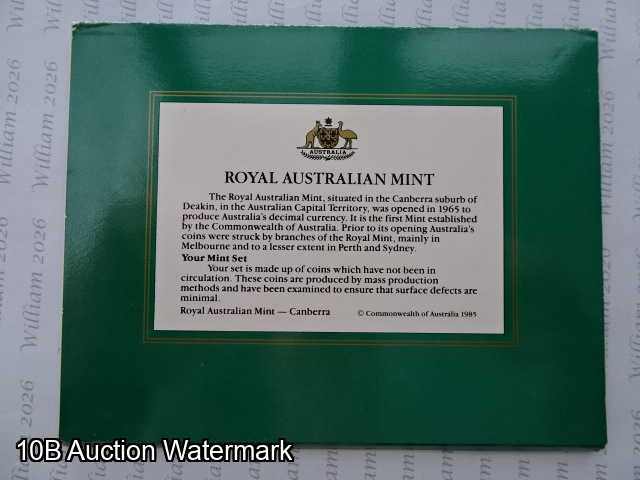 AUSTRALIA
ROYAL AUSTRALIAN MINT
The Royal Australian Mint, situated in the Canberra suburb of
Deakin, in the Australian Capital Territory, was opened in 1965 to
produce Australia's decimal currency. It is the first Mint established
by the Commonwealth of Australia. Prior to its opening Australia's
coins were struck by branches of the Royal Mint, mainly in
Melbourne and to a lesser extent in Perth and Sydney.
Your Mint Set
Your set is made up of coins which have not been in
circulation. These coins are produced by mass production
methods and have been examined to ensure that surface defects are
minimal.
Royal Australian Mint — Canberra © Commonwealth of Australia 1985
William 2026
10B Auction Watermark